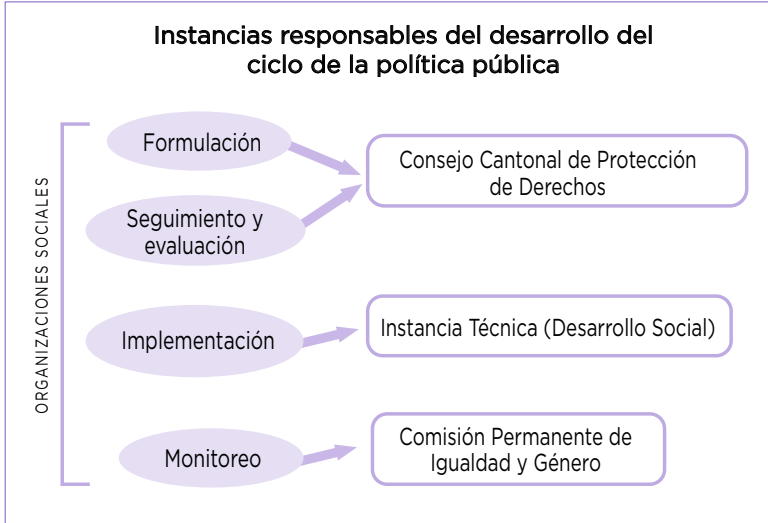 Instancias responsables del desarrollo del
ciclo de la política pública
ORGANIZACIONES SOCIALES
Formulación
Consejo Cantonal de Protección
de Derechos
Seguimiento y
evaluación
Implementación
Instancia Técnica (Desarrollo Social)
Monitoreo
Comisión Permanente de
Igualdad y Género